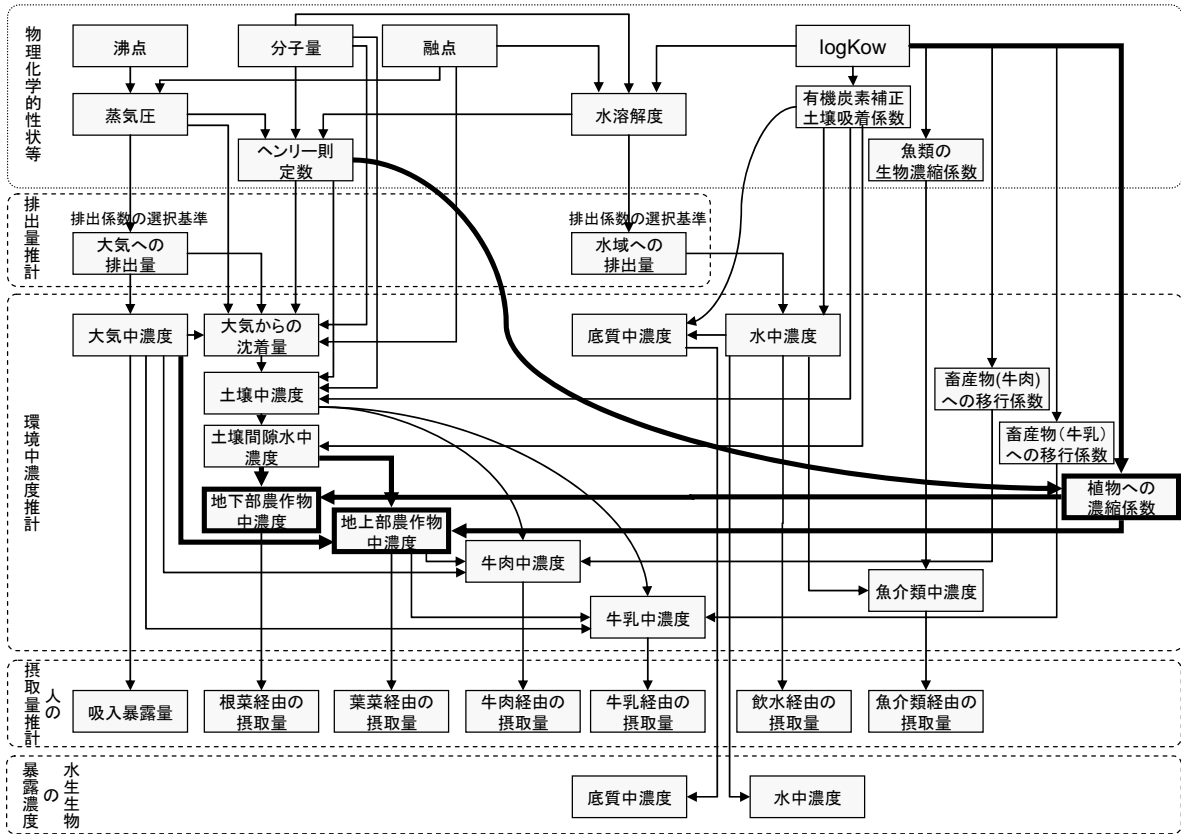 物理化学的性状等
沸点
分子量
融点
logKow
蒸気圧
水溶解度
有機炭素補正
土壌吸着係数
ヘンリー則
定数
魚類の
生物濃縮係数
排出量推計
排出係数の選択基準
排出係数の選択基準
大気への
排出量
水域への
排出量
環境中濃度推計
大気中濃度
大気からの
沈着量
底質中濃度
水中濃度
土壌中濃度
畜産物(牛肉)
への移行係数
土壌間隙水中
濃度
畜産物(牛乳)
への移行係数
地下部農作物
中濃度
植物への
濃縮係数
地上部農作物
中濃度
牛肉中濃度
魚介類中濃度
牛乳中濃度
人の
摂取量推計
吸入暴露量
根菜経由の
摂取量
葉菜経由の
摂取量
牛肉経由の
摂取量
牛乳経由の
摂取量
飲水経由の
摂取量
魚介類経由の
摂取量
水生生物
の
暴露濃度
底質中濃度
水中濃度